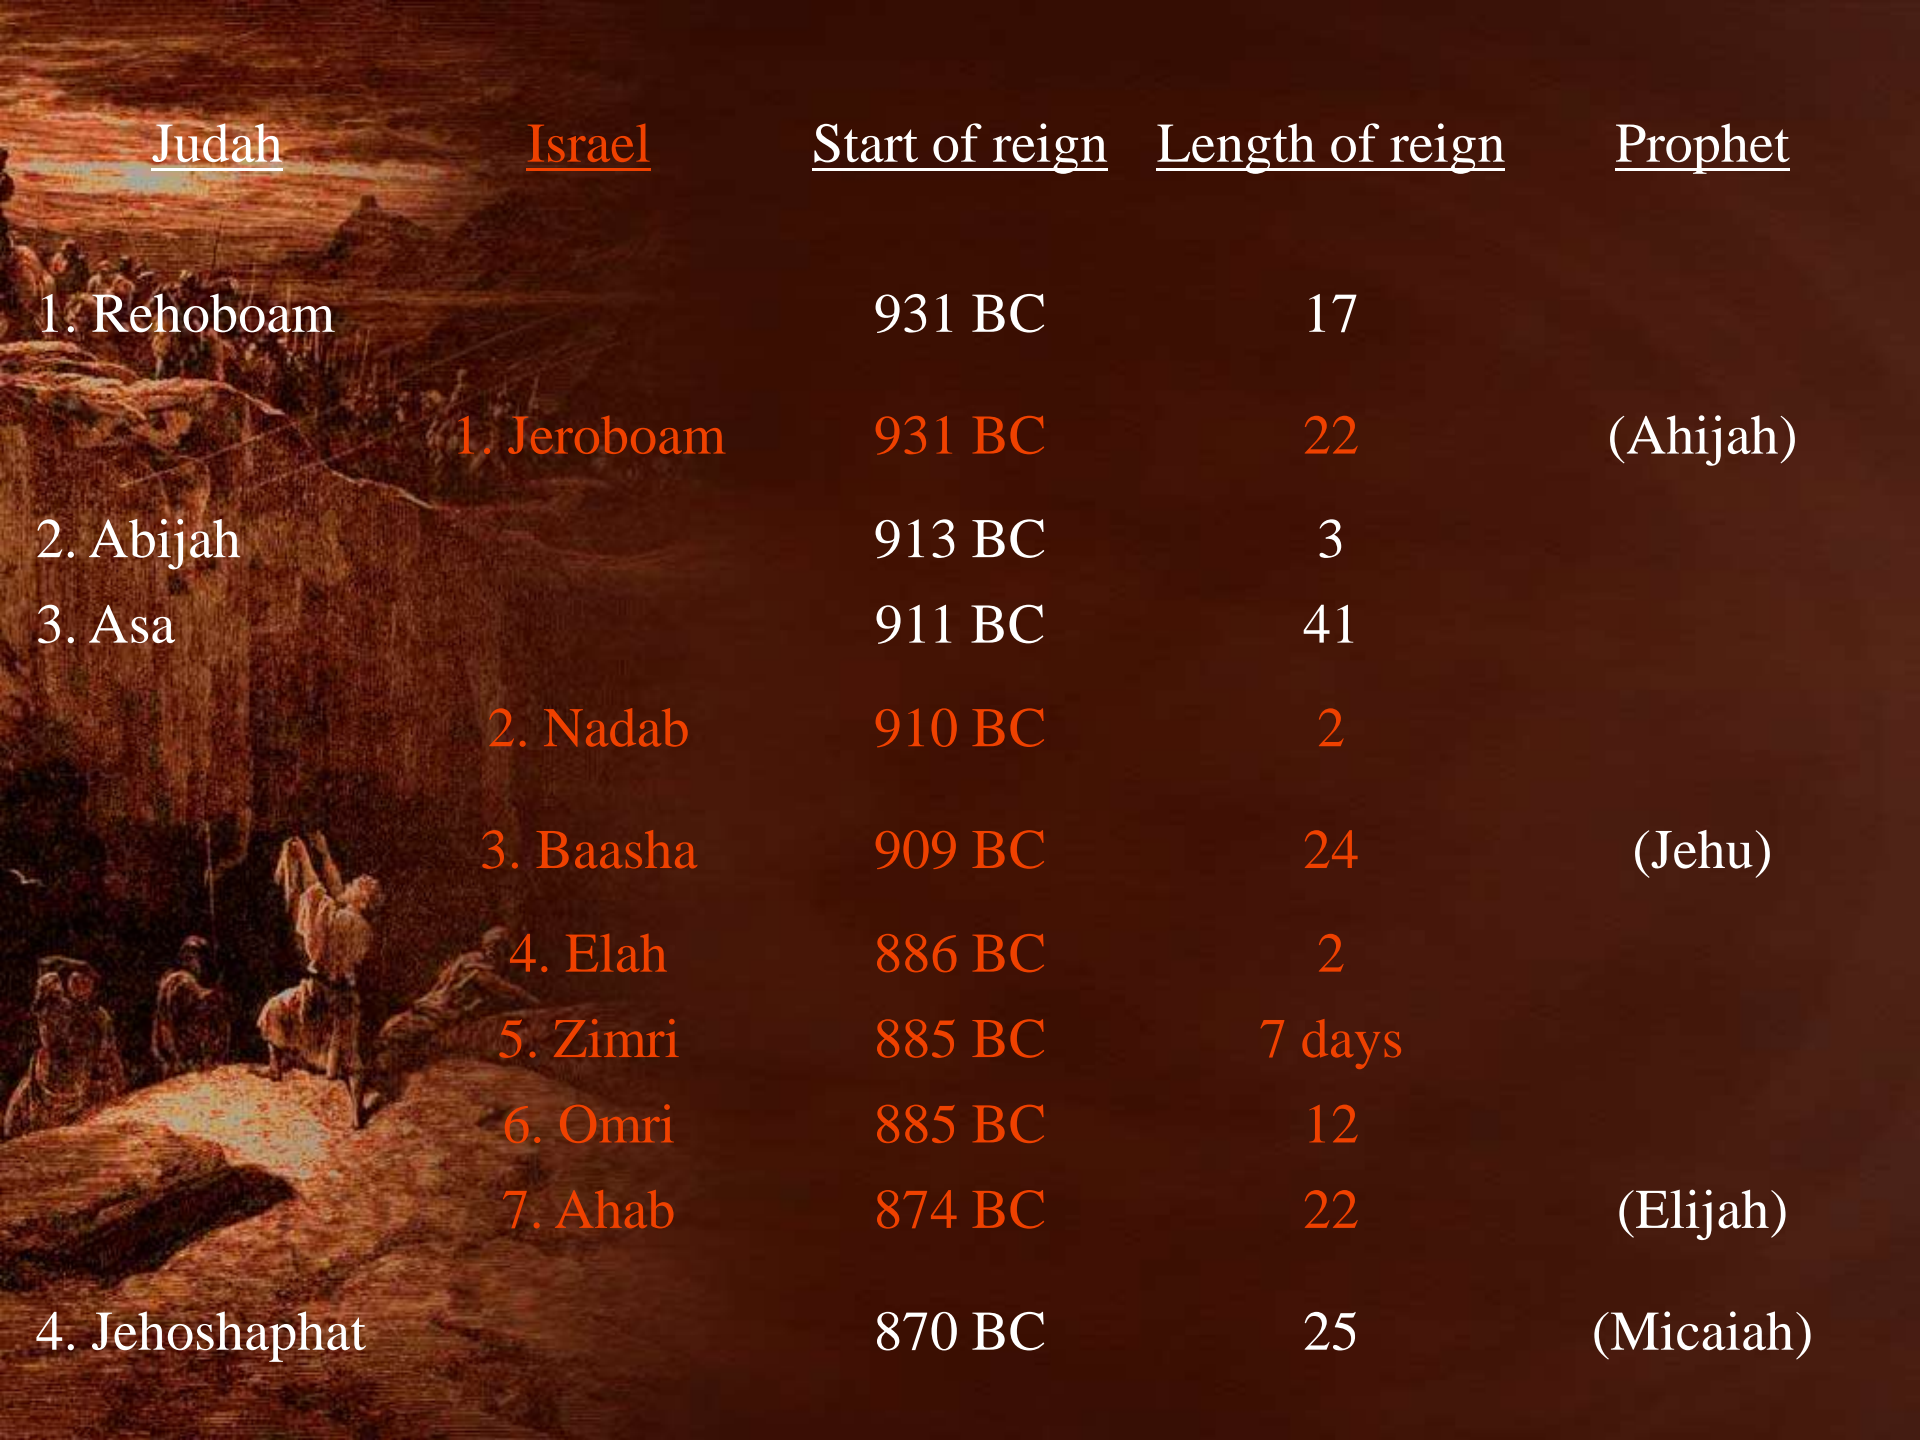 Judah Israel Start of reign Length of reign Prophet
1. Rehoboam 931 BC 17
1. Jeroboam 931 BC 22 (Ahijah)
2. Abijah 913 BC 3
3. Asa 911 BC 41
2. Nadab 910 BC 2
3. Baasha 909 BC 24 (Jehu)
4. Elah 886 BC 2
5. Zimri 885 BC 7 days
6. Omri 885 BC 12
7. Ahab 874 BC 22 (Elijah)
4. Jehoshaphat 870 BC 25 (Micaiah)